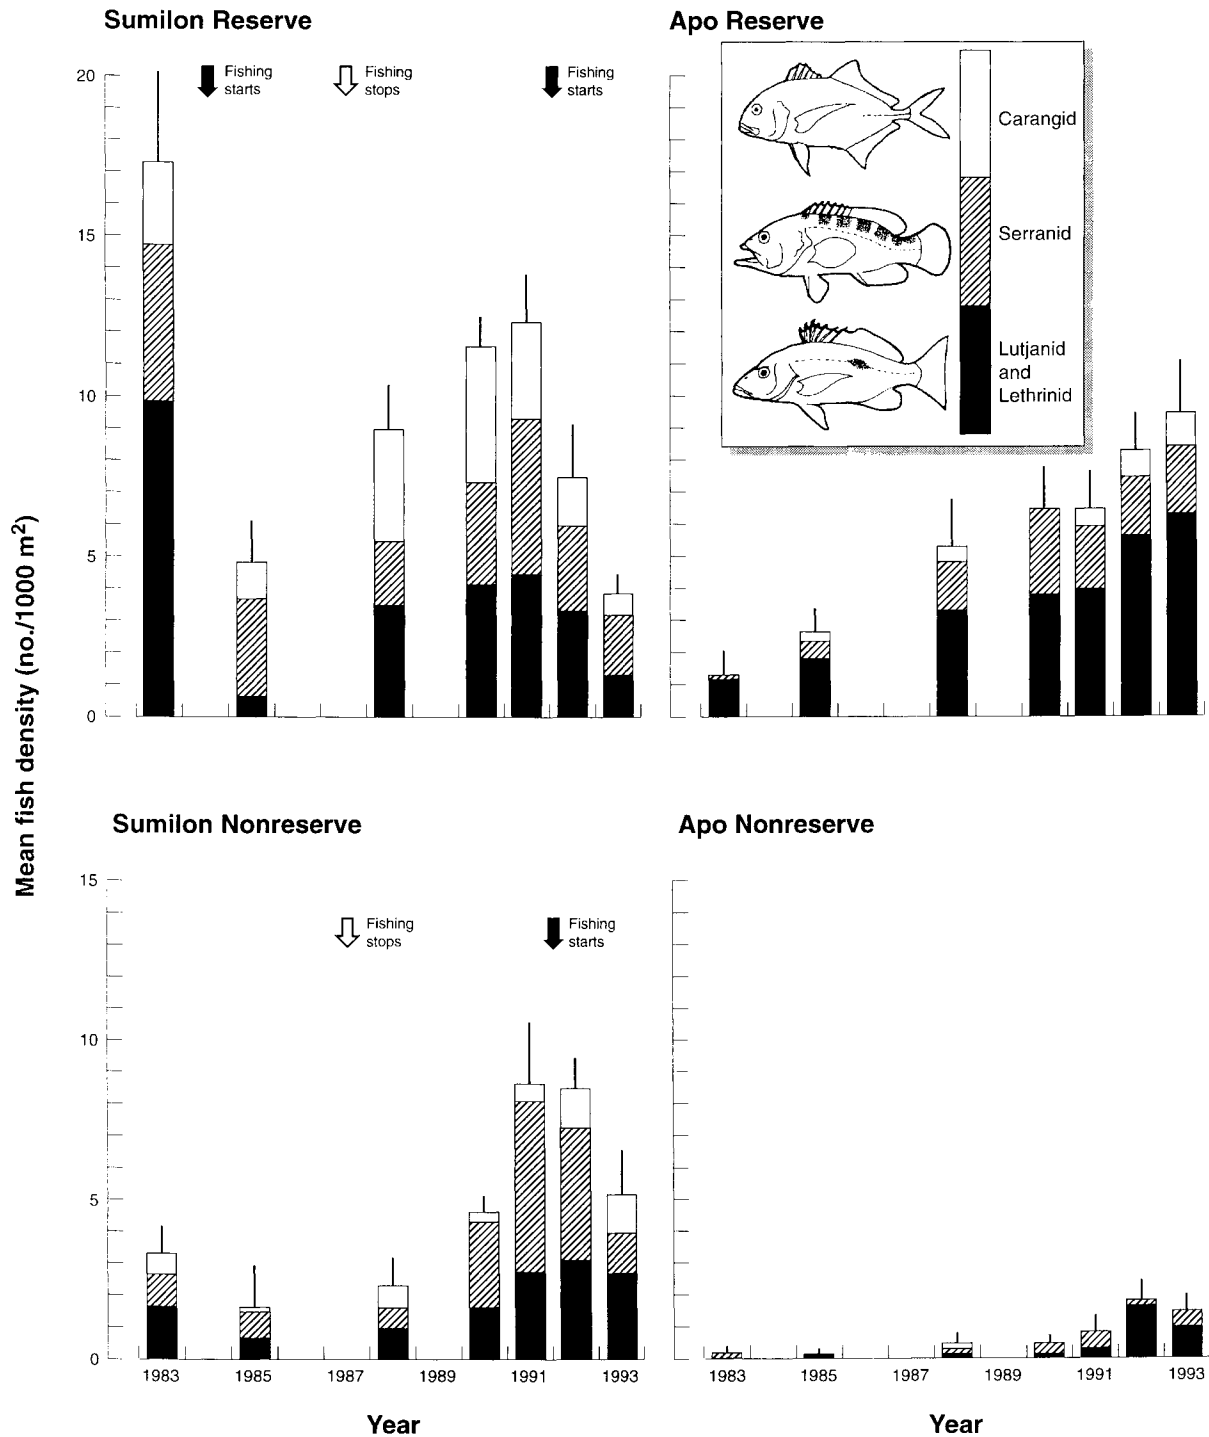 Sumilon Reserve
Apo Reserve
Fishing
starts
Fishing
stops
Fishing
starts
20
15
10
5
0
Carangid
Serranid
Lutjanid
and
Lethrinid
Mean fish density (no./1000 m²)
Sumilon Nonreserve
Apo Nonreserve
15
10
5
0
Fishing
stops
Fishing
starts
1983 1985 1987 1989 1991 1993
1983 1985 1987 1989 1991 1993
Year
Year